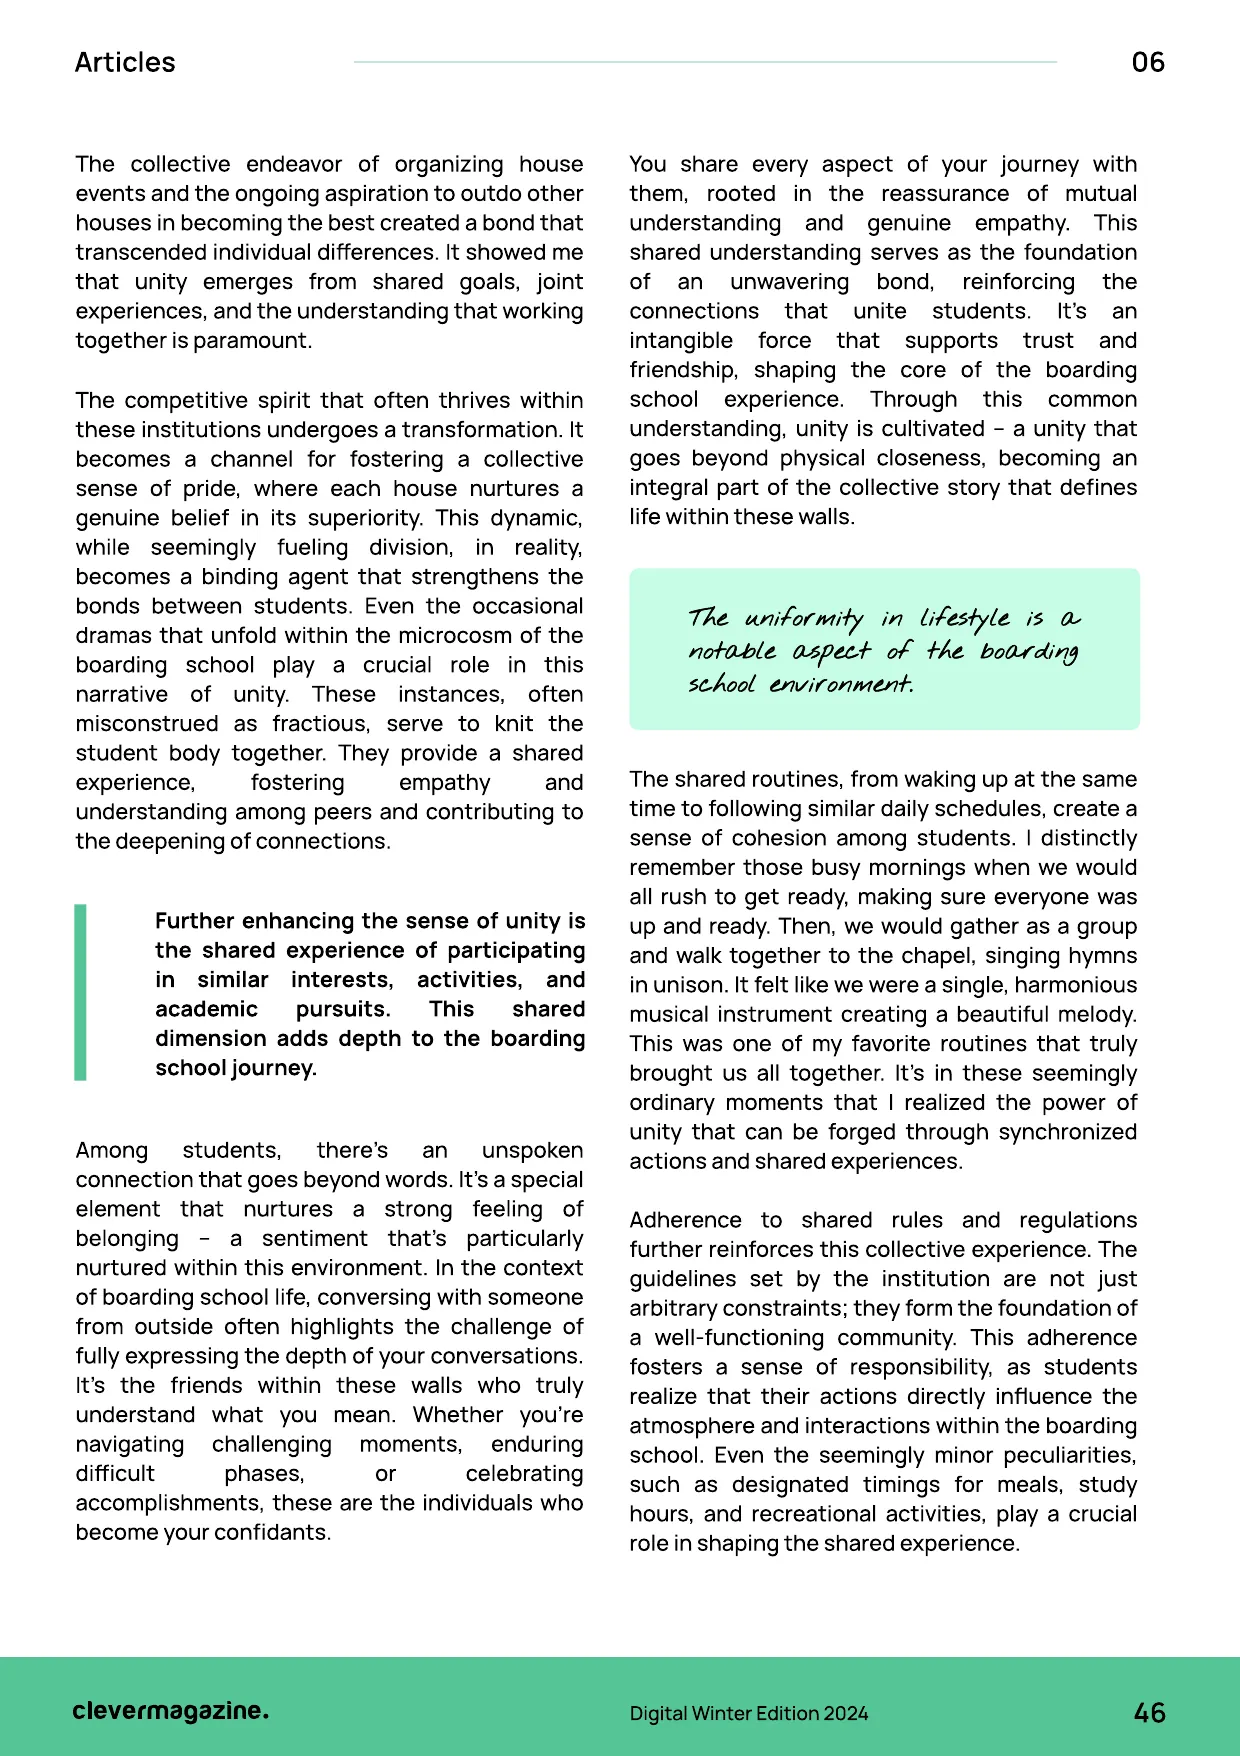 Articles
06
The collective endeavor of organizing house
events and the ongoing aspiration to outdo other
houses in becoming the best created a bond that
transcended individual differences. It showed me
that unity emerges from shared goals, joint
experiences, and the understanding that working
together is paramount.
The competitive spirit that often thrives within
these institutions undergoes a transformation. It
becomes a channel for fostering a collective
sense of pride, where each house nurtures a
genuine belief in its superiority. This dynamic,
while seemingly fueling division, in reality,
becomes a binding agent that strengthens the
bonds between students. Even the occasional
dramas that unfold within the microcosm of the
boarding school play a crucial role in this
narrative of unity. These instances, often
misconstrued as fractious, serve to knit the
student body together. They provide a shared
experience, fostering empathy and
understanding among peers and contributing to
the deepening of connections.
Further enhancing the sense of unity is
the shared experience of participating
in similar interests, activities, and
academic pursuits. This shared
dimension adds depth to the boarding
school journey.
Among students, there's an unspoken
connection that goes beyond words. It's a special
element that nurtures a strong feeling of
belonging – a sentiment that's particularly
nurtured within this environment. In the context
of boarding school life, conversing with someone
from outside often highlights the challenge of
fully expressing the depth of your conversations.
It's the friends within these walls who truly
understand what you mean. Whether you're
navigating challenging moments, enduring
difficult phases, or celebrating
accomplishments, these are the individuals who
become your confidants.
You share every aspect of your journey with
them, rooted in the reassurance of mutual
understanding and genuine empathy. This
shared understanding serves as the foundation
of an unwavering bond, reinforcing the
connections that unite students. It's an
intangible force that supports trust and
friendship, shaping the core of the boarding
school experience. Through this common
understanding, unity is cultivated – a unity that
goes beyond physical closeness, becoming an
integral part of the collective story that defines
life within these walls.
The uniformity in lifestyle is a
notable aspect of the boarding
school environment.
The shared routines, from waking up at the same
time to following similar daily schedules, create a
sense of cohesion among students. I distinctly
remember those busy mornings when we would
all rush to get ready, making sure everyone was
up and ready. Then, we would gather as a group
and walk together to the chapel, singing hymns
in unison. It felt like we were a single, harmonious
musical instrument creating a beautiful melody.
This was one of my favorite routines that truly
brought us all together. It's in these seemingly
ordinary moments that I realized the power of
unity that can be forged through synchronized
actions and shared experiences.
Adherence to shared rules and regulations
further reinforces this collective experience. The
guidelines set by the institution are not just
arbitrary constraints; they form the foundation of
a well-functioning community. This adherence
fosters a sense of responsibility, as students
realize that their actions directly influence the
atmosphere and interactions within the boarding
school. Even the seemingly minor peculiarities,
such as designated timings for meals, study
hours, and recreational activities, play a crucial
role in shaping the shared experience.
clevermagazine.
Digital Winter Edition 2024
46